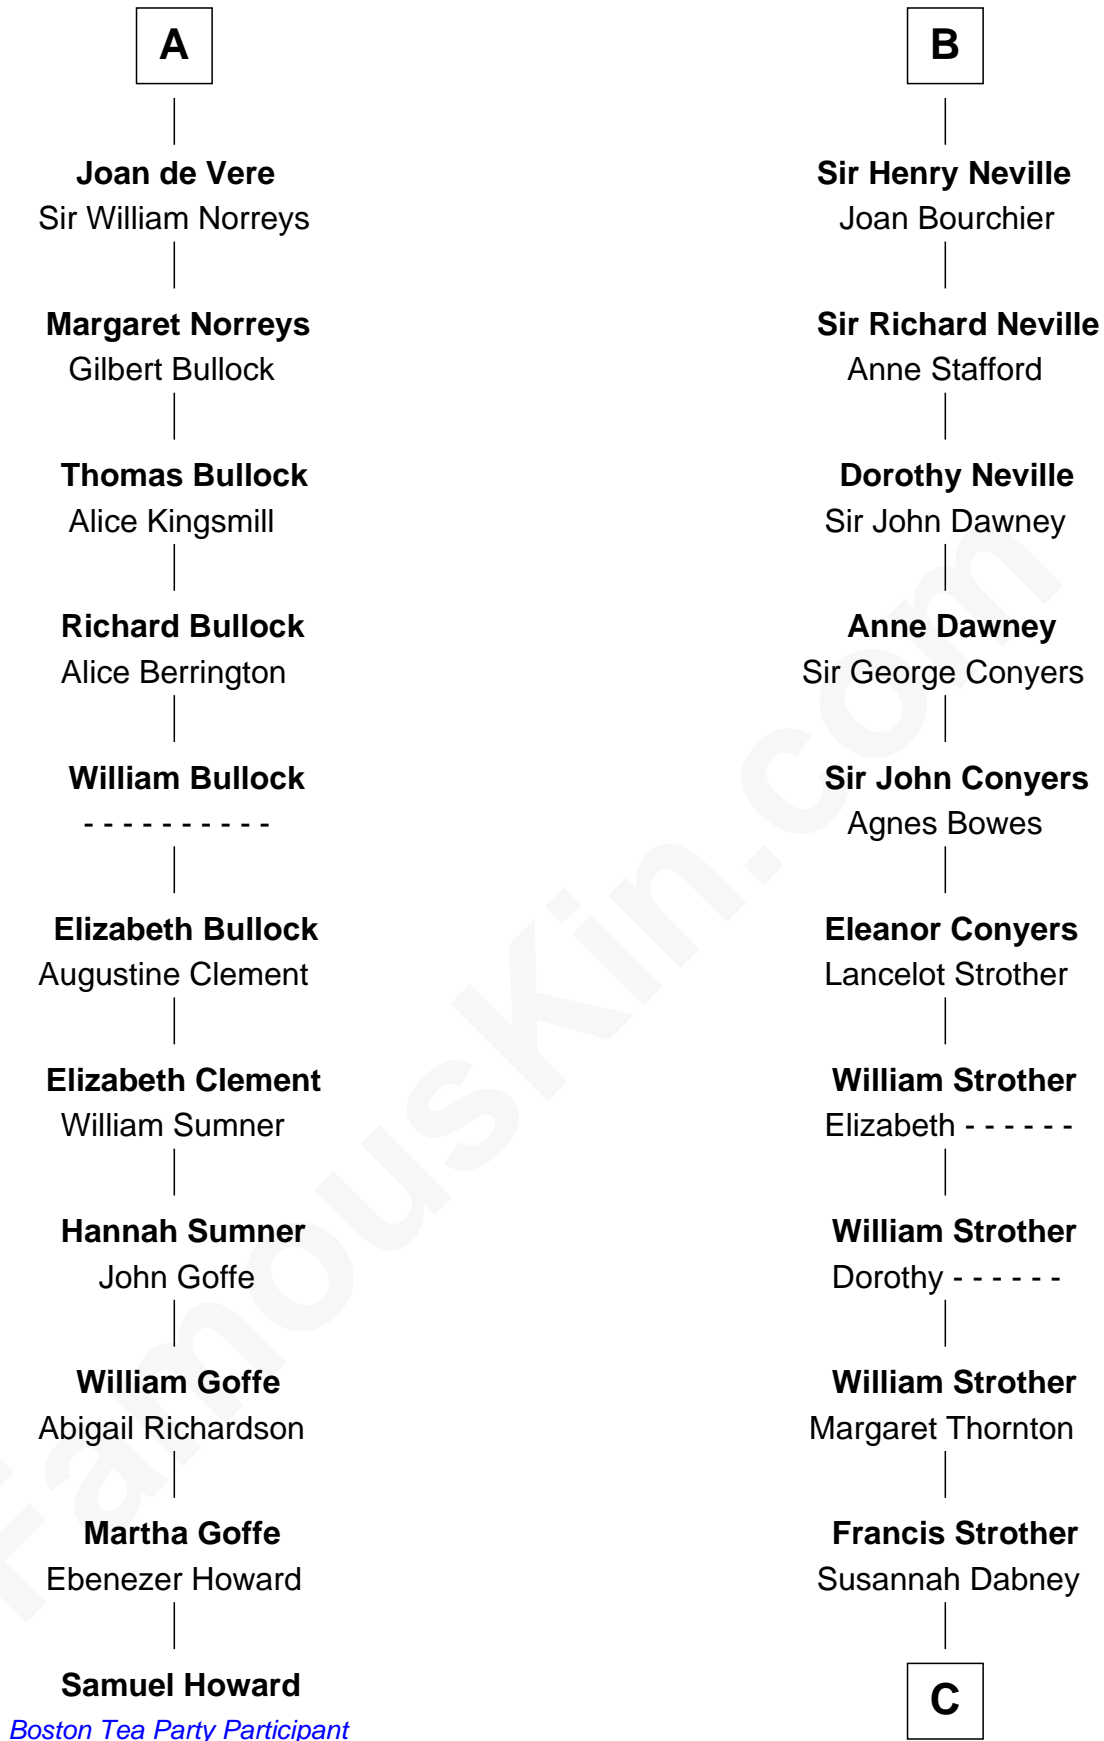 A
Joan de Vere
Sir William Norreys
Margaret Norreys
Gilbert Bullock
Thomas Bullock
Alice Kingsmill
Richard Bullock
Alice Berrington
William Bullock
- - - - - - - - - -
Elizabeth Bullock
Augustine Clement
Elizabeth Clement
William Sumner
Hannah Sumner
John Goffe
William Goffe
Abigail Richardson
Martha Goffe
Ebenezer Howard
Samuel Howard
Boston Tea Party Participant
B
Sir Henry Neville
Joan Bourchier
Sir Richard Neville
Anne Stafford
Dorothy Neville
Sir John Dawney
Anne Dawney
Sir George Conyers
Sir John Conyers
Agnes Bowes
Eleanor Conyers
Lancelot Strother
William Strother
Elizabeth - - - - - -
William Strother
Dorothy - - - - - -
William Strother
Margaret Thornton
Francis Strother
Susannah Dabney
C
FamousKin.com